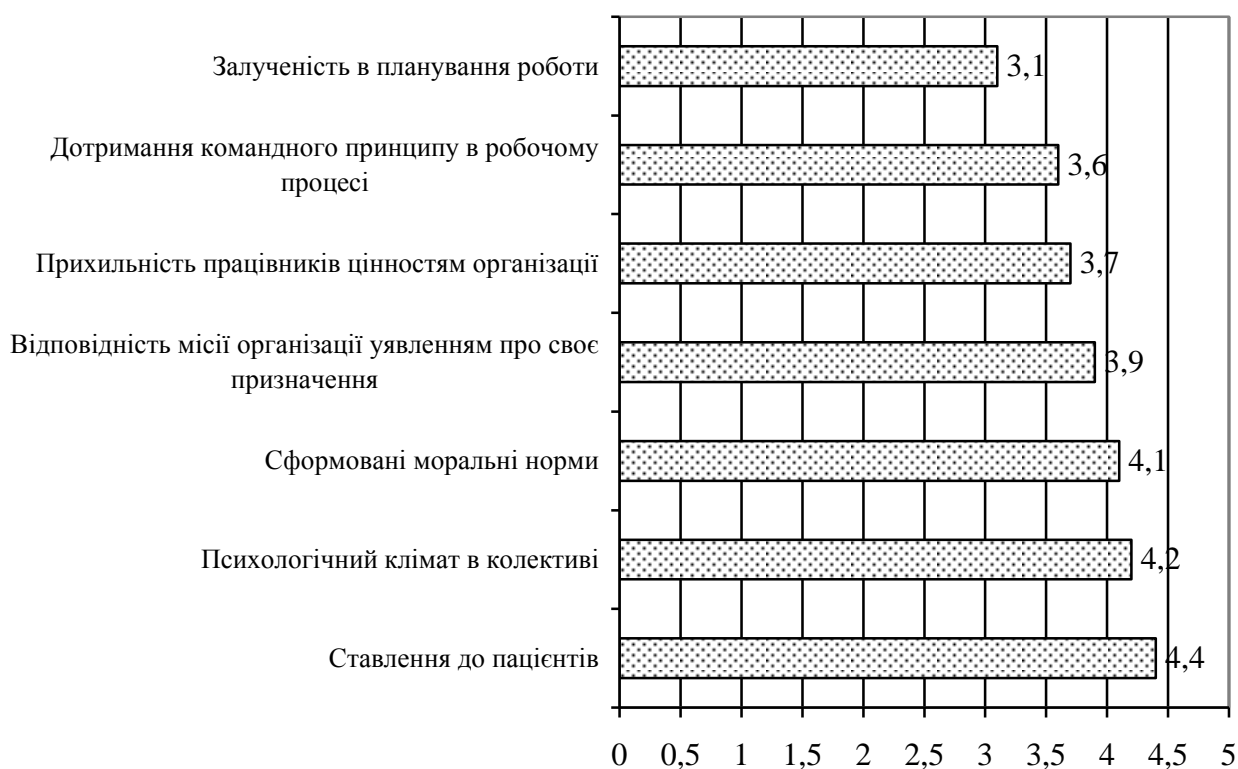 Залученість в планування роботи
3,1
Дотримання командного принципу в робочому
процесі
3,6
Прихильність працівників цінностям організації
3,7
Відповідність місії організації уявленням про своє
призначення
3,9
Сформовані моральні норми
4,1
Психологічний клімат в колективі
4,2
Ставлення до пацієнтів
4,4
0 0,5 1 1,5 2 2,5 3 3,5 4 4,5 5